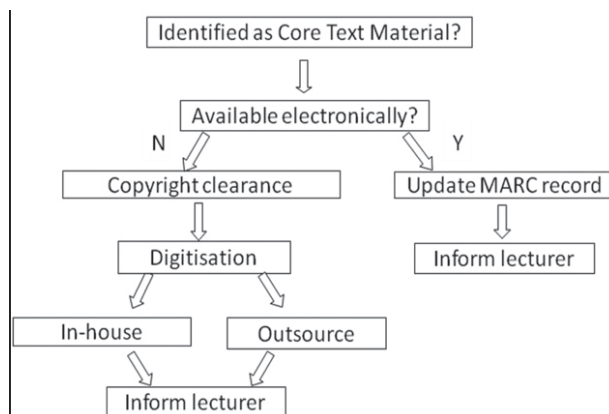 Identified as Core Text Material?
Available electronically?
N
Y
Copyright clearance
Update MARC record
Digitisation
Inform lecturer
In-house
Outsource
Inform lecturer